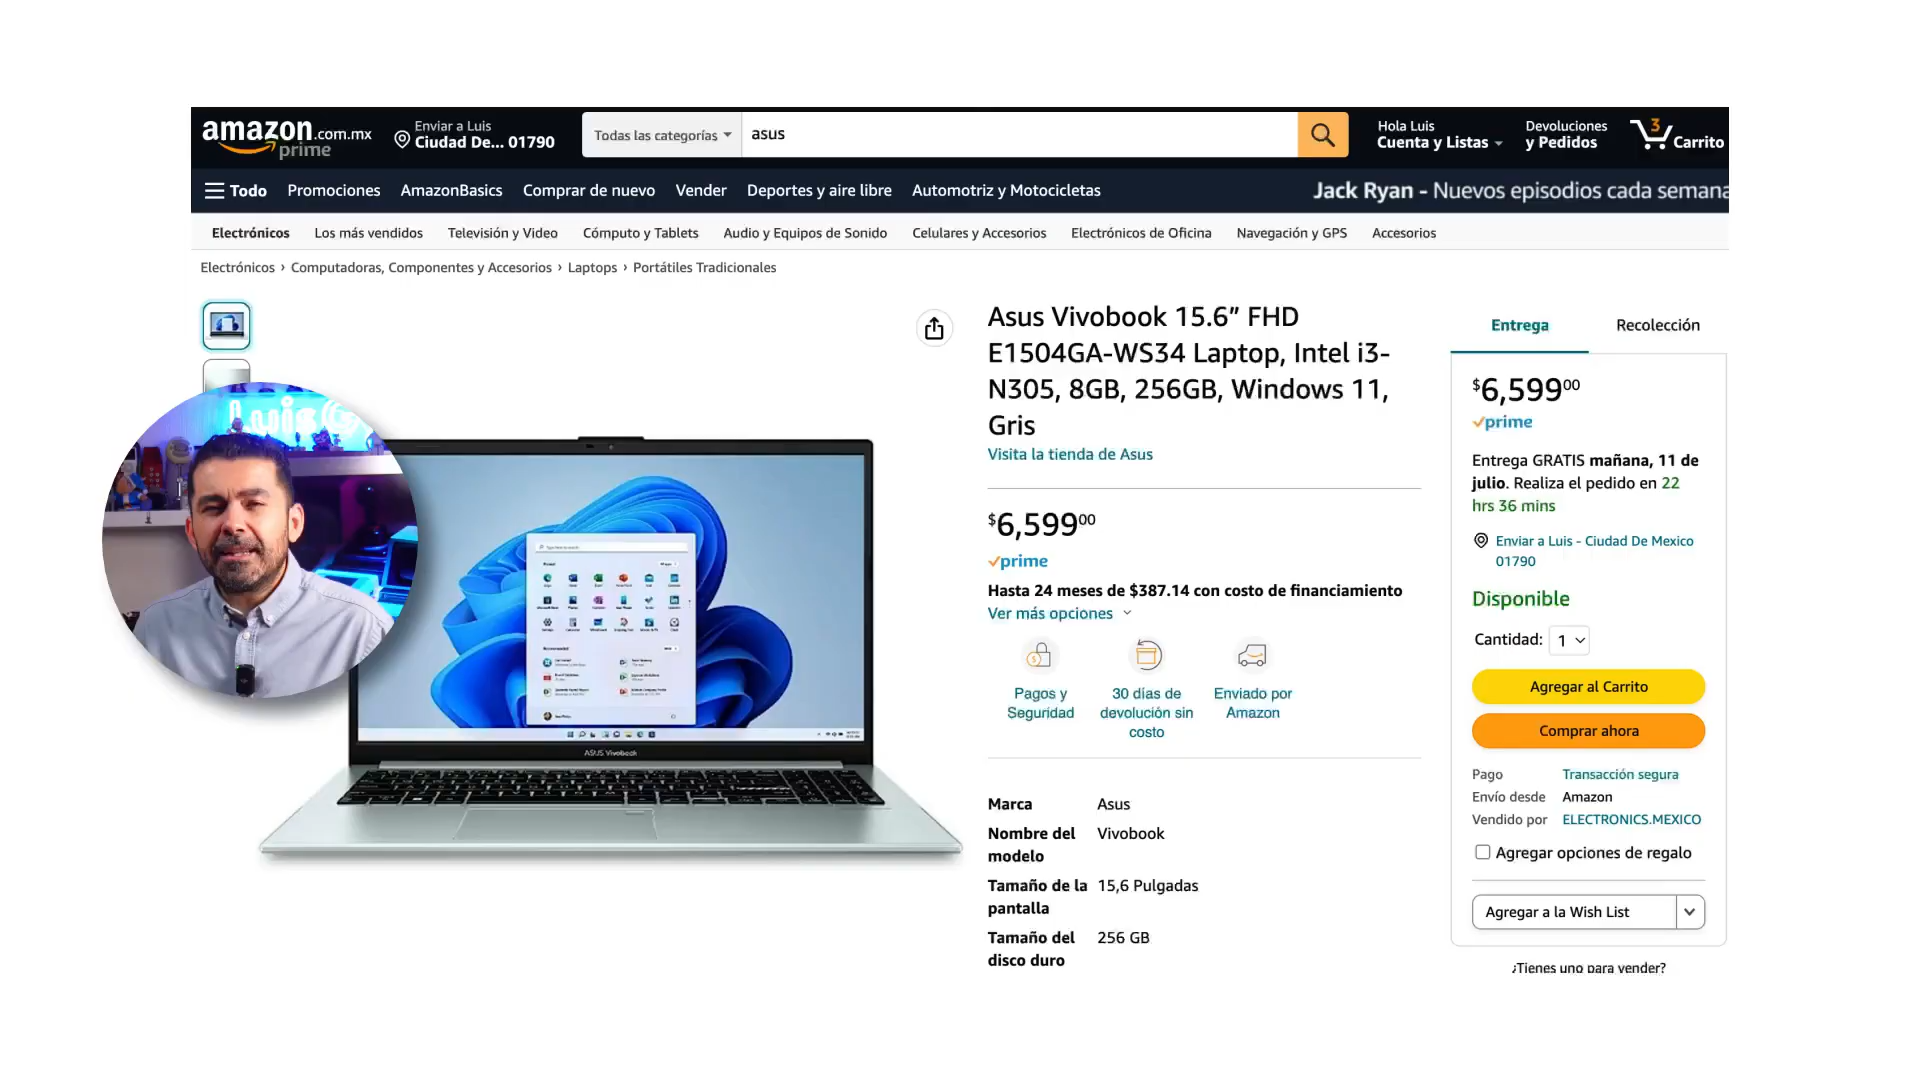 amazon.com.mx
prime
Enviar a Luis
Ciudad De... 01790
Todas las categorías
asus
Hola Luis
Cuenta y Listas
Devoluciones
y Pedidos
3
Carrito
Todo
Promociones
AmazonBasics
Comprar de nuevo
Vender
Deportes y aire libre
Automotriz y Motocicletas
Jack Ryan - Nuevos episodios cada semana
Electrónicos
Los más vendidos
Televisión y Video
Cómputo y Tablets
Audio y Equipos de Sonido
Celulares y Accesorios
Electrónicos de Oficina
Navegación y GPS
Accesorios
Electrónicos › Computadoras, Componentes y Accesorios › Laptops › Portátiles Tradicionales
Luis
ASUS Vivobook
Asus Vivobook 15.6” FHD
E1504GA-WS34 Laptop, Intel i3-
N305, 8GB, 256GB, Windows 11,
Gris
Visita la tienda de Asus
$6,59900
prime
Hasta 24 meses de $387.14 con costo de financiamiento
Ver más opciones
Pagos y
Seguridad
30 días de
devolución sin
costo
Enviado por
Amazon
Marca Asus
Nombre del Vivobook
modelo
Tamaño de la 15,6 Pulgadas
pantalla
Tamaño del 256 GB
disco duro
Entrega
Recolección
$6,59900
prime
Entrega GRATIS mañana, 11 de
julio. Realiza el pedido en 22
hrs 36 mins
Enviar a Luis - Ciudad De Mexico
01790
Disponible
Cantidad: 1
Agregar al Carrito
Comprar ahora
Pago Transacción segura
Envío desde Amazon
Vendido por ELECTRONICS.MEXICO
Agregar opciones de regalo
Agregar a la Wish List
¿Tienes uno para vender?